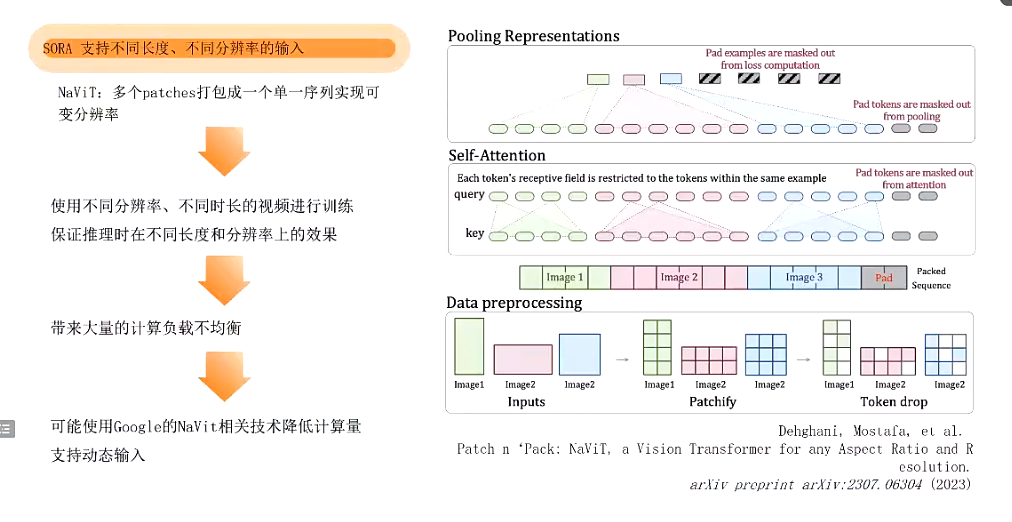 SORA 支持不同长度、不同分辨率的输入
NaViT: 多个patches打包成一个单一序列实现可
变分辨率
使用不同分辨率、不同时长的视频进行训练
保证推理时在不同长度和分辨率上的效果
带来大量的计算负载不均衡
可能使用Google的NaVit相关技术降低计算量
支持动态输入
Pooling Representations
Pad examples are masked out
from loss computation
Pad tokens are masked out
from pooling
Self-Attention
Each token's receptive field is restricted to the tokens within the same example
Pad tokens are masked out
from attention
query
key
Image 1 Image 2 Image 3 Pad
Packed
Sequence
Data preprocessing
Image1 Image2 Image2 Image1 Image2 Image2 Image1 Image2 Image2
Inputs Patchify Token drop
Dehghani, Mostafa, et al.
Patch n 'Pack: NaViT, a Vision Transformer for any Aspect Ratio and R
esolution.
arXiv preprint arXiv:2307.06304 (2023)